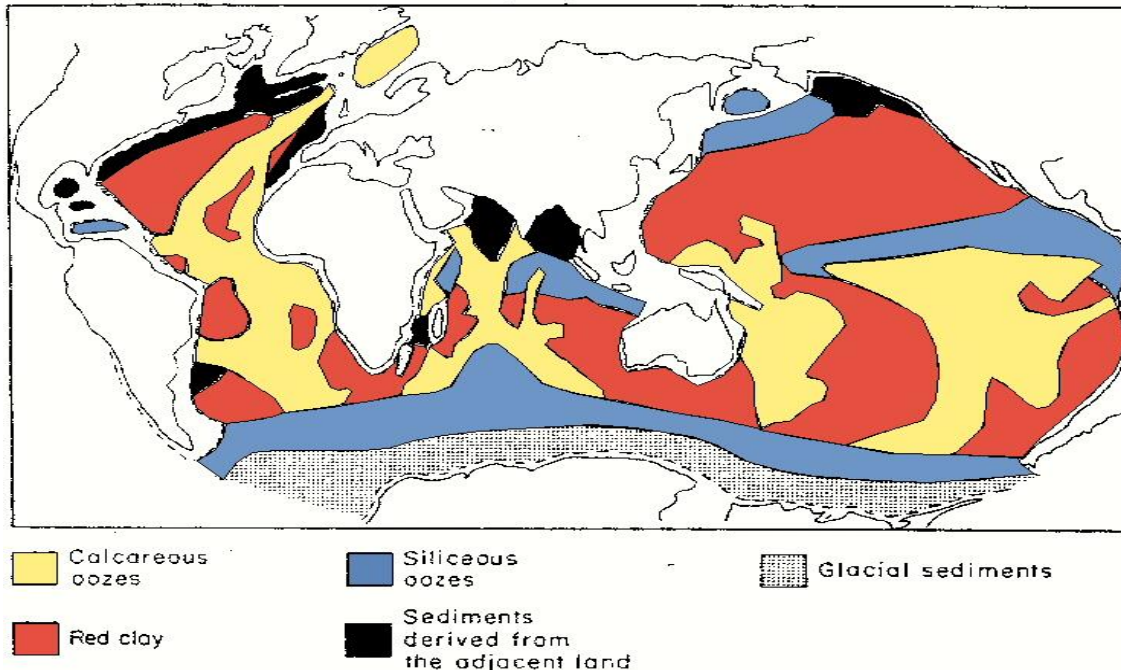 Calcareous
oozes
Siliceous
oozes
Glacial sediments
Red clay
Sediments
derived from
the adjacent land